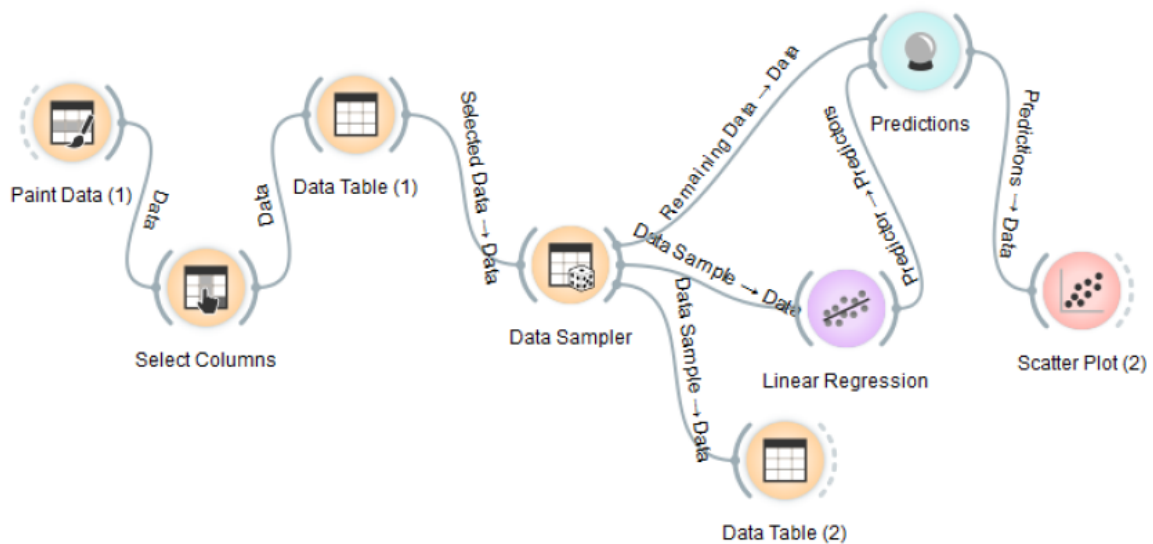 Predictions
Paint Data (1)
Data
Select Columns
Data
Data Table (1)
Selected Data → Data
Data Sampler
Remaining Data → Data
Data Sample → Data
Data Sample → Data
Data Table (2)
Linear Regression
Predictor → Predictors
Predictions → Data
Scatter Plot (2)